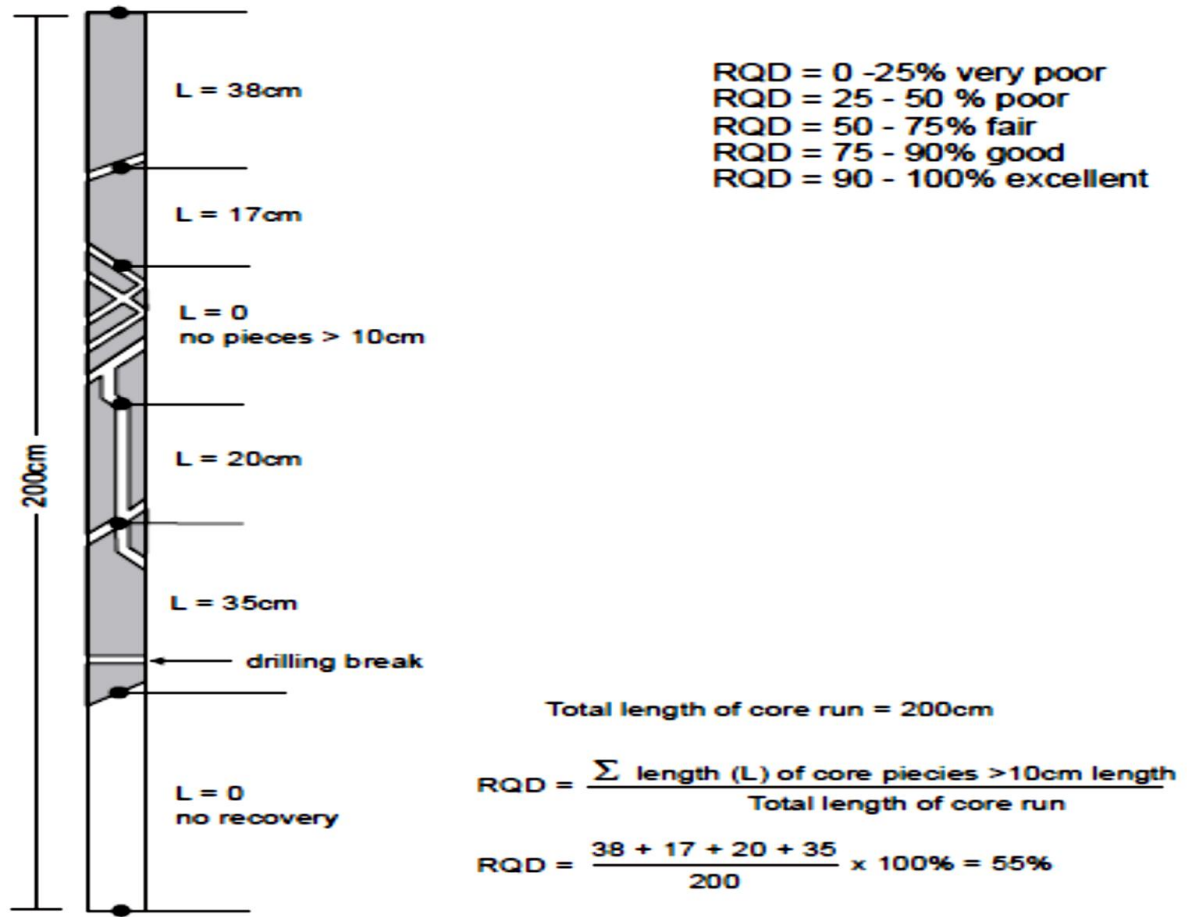 L = 38cm
RQD = 0 -25% very poor
RQD = 25 - 50 % poor
RQD = 50 - 75% fair
RQD = 75 - 90% good
RQD = 90 - 100% excellent
L = 17cm
L = 0
no pieces > 10cm
200cm
L = 20cm
L = 35cm
drilling break
L = 0
no recovery
Total length of core run = 200cm
RQD = Σ length (L) of core piecies >10cm length
Total length of core run
RQD = 38 + 17 + 20 + 35
200
x 100% = 55%